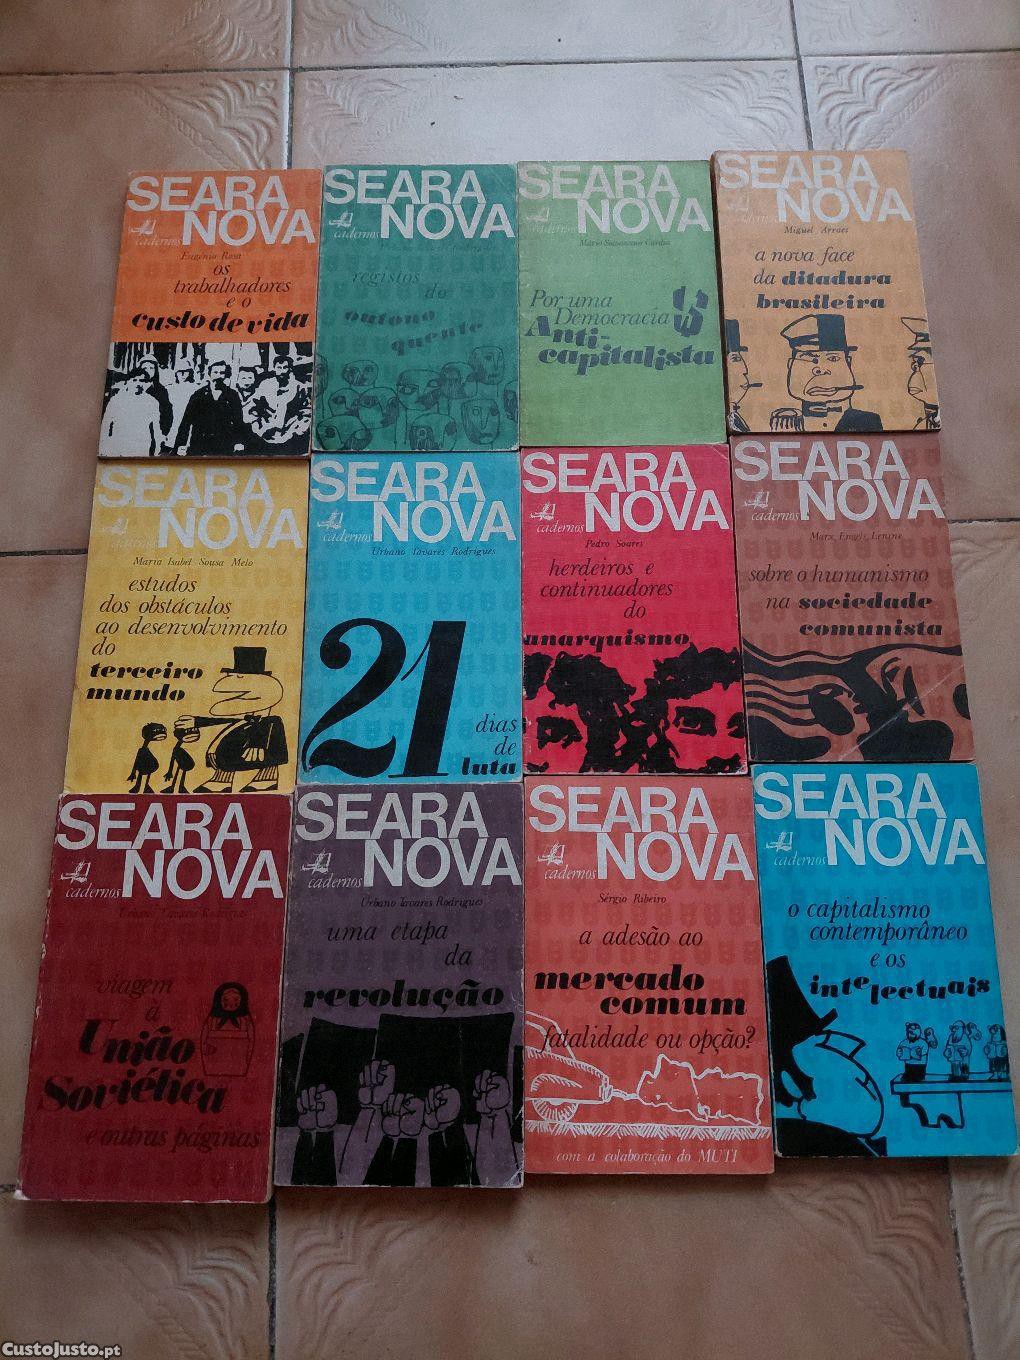 SEARA
NOVA
cadernos
Eugénio Rosa
os
trabalhadores
e o
custo de vida
SEARA
NOVA
cadernos
registos
do
outono
quente
SEARA
NOVA
cadernos
Por uma
Democracia
Anti-
capitalista
SEARA
NOVA
cadernos
Miguel Arraes
a nova face
da ditadura
brasileira
SEARA
NOVA
Maria Isabel Sousa Melo
estudos
dos obstáculos
ao desenvolvimento
do
terceiro
mundo
SEARA
NOVA
cadernos
Urbano Tavares Rodrigues
21
dias
de
luta
SEARA
NOVA
cadernos
Pedro Soares
herdeiros e
continuadores
do
anarquismo
SEARA
NOVA
cadernos
Marx, Engels, Lenine
sobre o humanismo
na sociedade
comunista
SEARA
NOVA
cadernos
Urbano Tavares Rodrigues
viagem
à
União
Soviética
e outras páginas
SEARA
NOVA
cadernos
Urbano Tavares Rodrigues
uma etapa
da
revolução
SEARA
NOVA
cadernos
Sérgio Ribeiro
a adesão ao
mercado
comum
fatalidade ou opção?
com a colaboração do MUTI
SEARA
NOVA
cadernos
o capitalismo
contemporâneo
e os
intelectuais
CustoJusto.pt